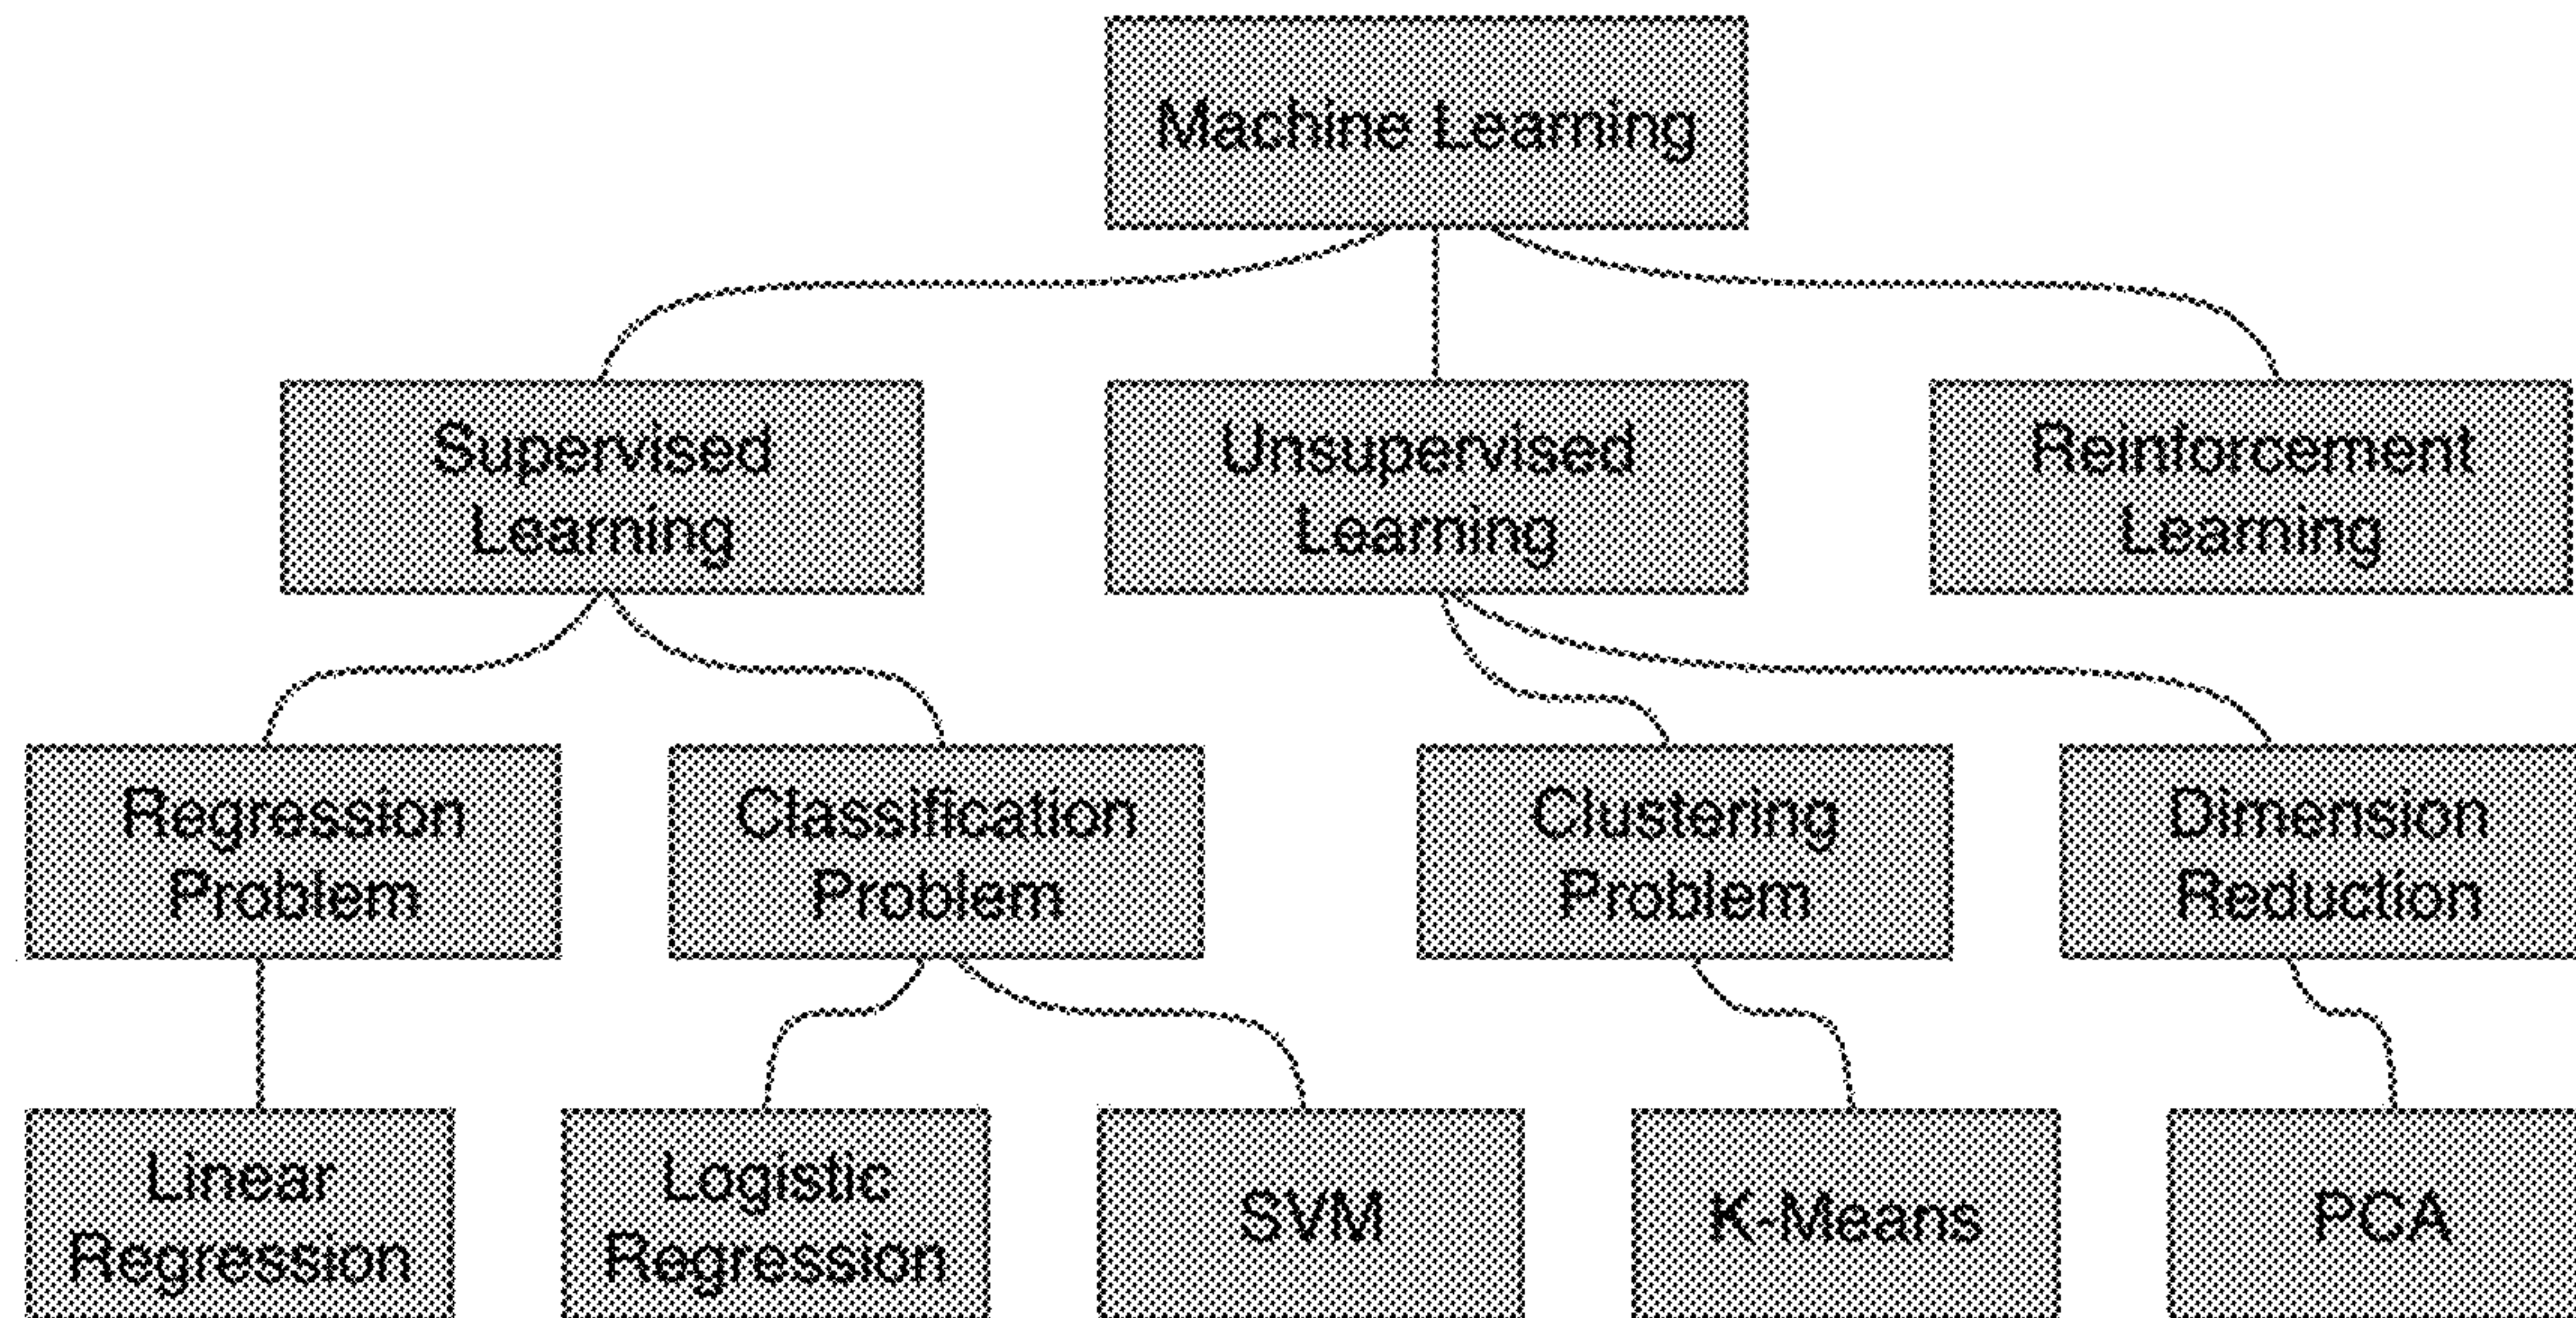 Machine Learning
Supervised
Learning
Unsupervised
Learning
Reinforcement
Learning
Regression
Problem
Classification
Problem
Clustering
Problem
Dimension
Reduction
Linear
Regression
Logistic
Regression
SVM
K-Means
PCA